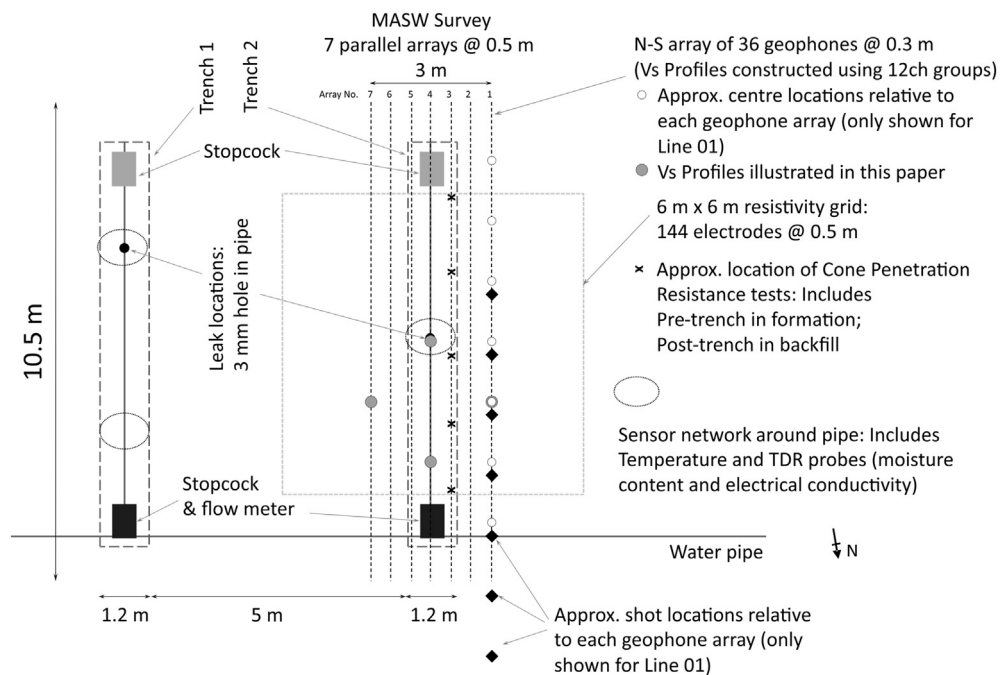 MASW Survey
7 parallel arrays @ 0.5 m
3 m
Array No. 7 6 5 4 3 2 1
Trench 1
Trench 2
N-S array of 36 geophones @ 0.3 m
(Vs Profiles constructed using 12ch groups)
Approx. centre locations relative to
each geophone array (only shown for
Line 01)
Vs Profiles illustrated in this paper
6 m x 6 m resistivity grid:
144 electrodes @ 0.5 m
Approx. location of Cone Penetration
Resistance tests: Includes
Pre-trench in formation;
Post-trench in backfill
Sensor network around pipe: Includes
Temperature and TDR probes (moisture
content and electrical conductivity)
Stopcock
Leak locations:
3 mm hole in pipe
10.5 m
Stopcock
& flow meter
Water pipe
N
1.2 m
5 m
1.2 m
Approx. shot locations relative
to each geophone array (only
shown for Line 01)